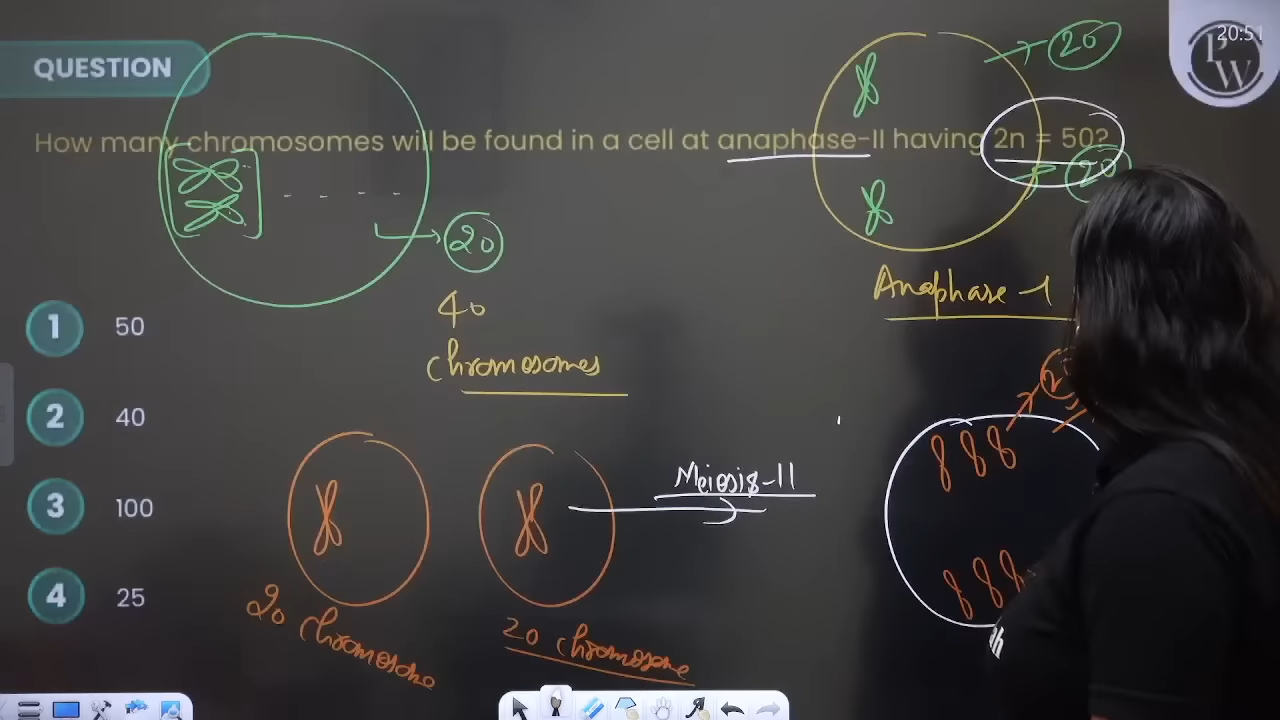 20:51
PW
QUESTION
How many chromosomes will be found in a cell at anaphase-II having 2n = 50?
20
20
20
40
chromosomes
Anaphase-I
1 50
2 40
3 100
4 25
Meiosis-II
20 chromosome
20 chromosome